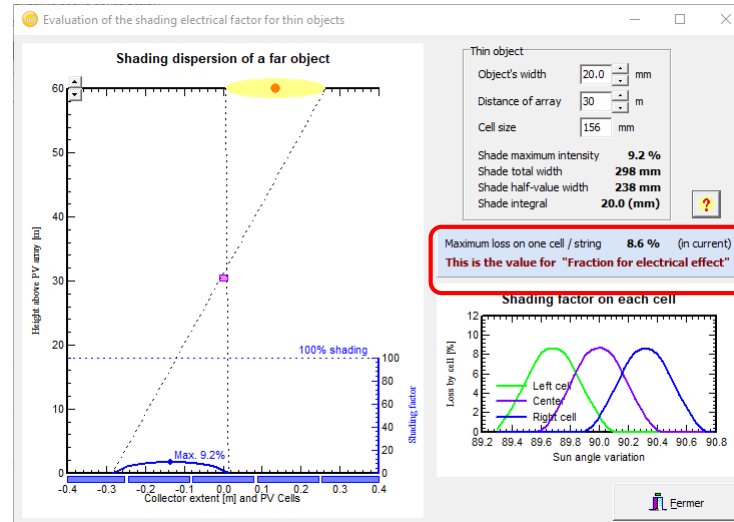 Evaluation of the shading electrical factor for thin objects
Shading dispersion of a far object
60
50
40
30
20
10
0
Height above PV array [m]
100% shading
100
80
60
40
20
0
Shading factor
Max. 9.2%
-0.4 -0.3 -0.2 -0.1 0.0 0.1 0.2 0.3 0.4
Collector extent [m] and PV Cells
Thin object
Object's width 20.0 mm
Distance of array 30 m
Cell size 156 mm
Shade maximum intensity 9.2 %
Shade total width 298 mm
Shade half-value width 238 mm
Shade integral 20.0 (mm)
?
Maximum loss on one cell / string 8.6 % (in current)
This is the value for "Fraction for electrical effect"
Shading factor on each cell
12
10
8
6
4
2
0
Loss by cell [%]
Left cell
Center
Right cell
89.2 89.4 89.6 89.8 90.0 90.2 90.4 90.6 90.8
Sun angle variation
Fermer